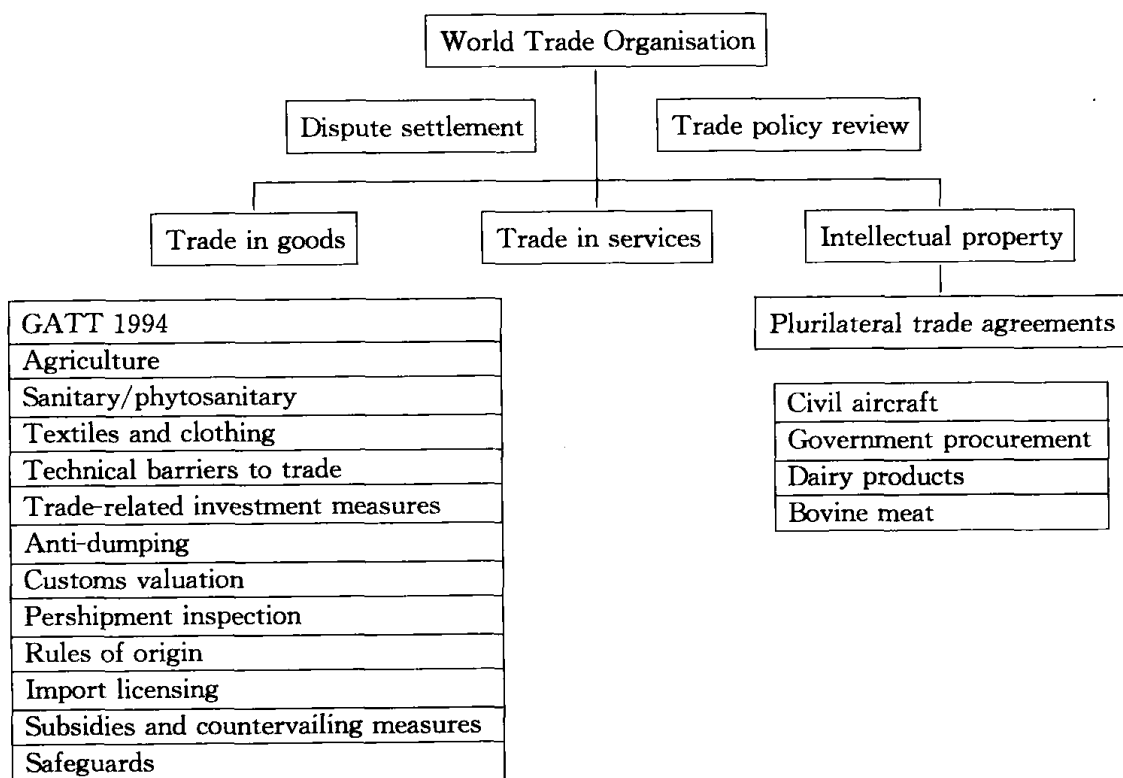 World Trade Organisation
Dispute settlement
Trade policy review
Trade in goods
Trade in services
Intellectual property
GATT 1994
Agriculture
Sanitary/phytosanitary
Textiles and clothing
Technical barriers to trade
Trade-related investment measures
Anti-dumping
Customs valuation
Pershipment inspection
Rules of origin
Import licensing
Subsidies and countervailing measures
Safeguards
Plurilateral trade agreements
Civil aircraft
Government procurement
Dairy products
Bovine meat